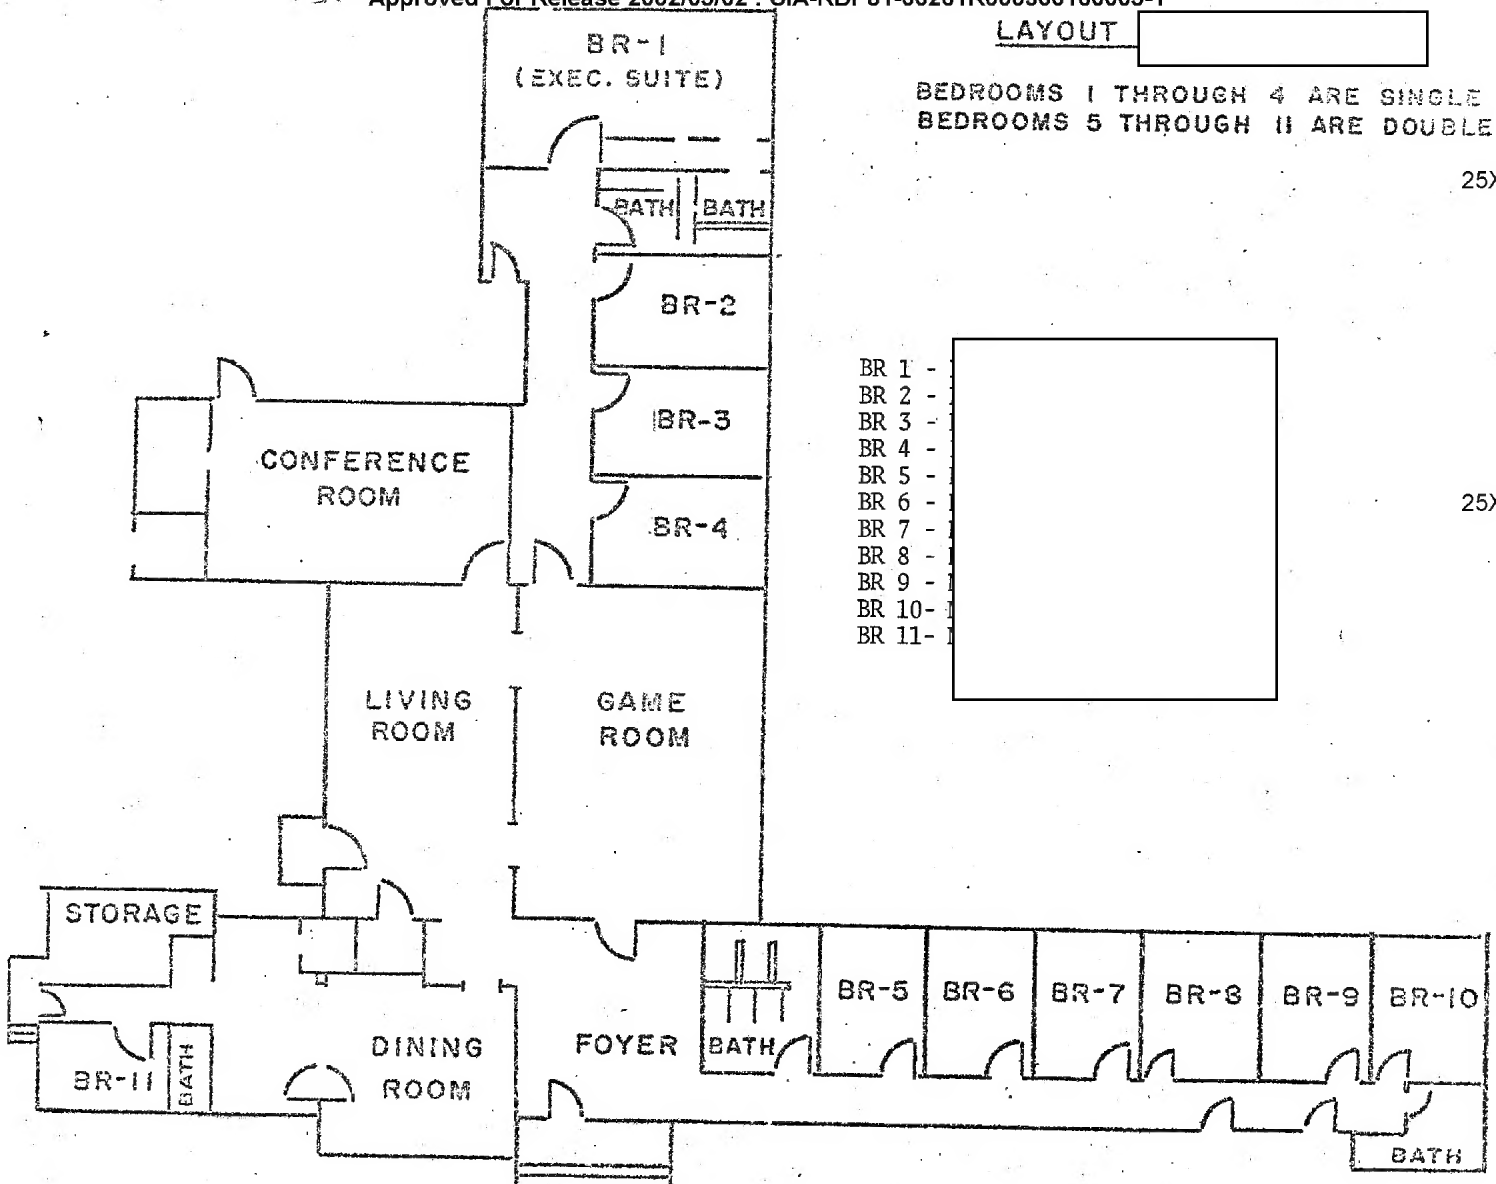 Approved For Release 2002/05/02 :
LAYOUT
BEDROOMS 1 THROUGH 4 ARE SINGLE
BEDROOMS 5 THROUGH 11 ARE DOUBLE
25X
BR-1
(EXEC. SUITE)
BATH
BATH
BR-2
BR-3
BR-4
CONFERENCE
ROOM
BR 1 -
BR 2 -
BR 3 -
BR 4 -
BR 5 -
BR 6 -
BR 7 -
BR 8 -
BR 9 -
BR 10-
BR 11-
25X
LIVING
ROOM
GAME
ROOM
STORAGE
BR-5
BR-6
BR-7
BR-8
BR-9
BR-10
FOYER
BATH
DINING
ROOM
BR-11
BATH
BATH